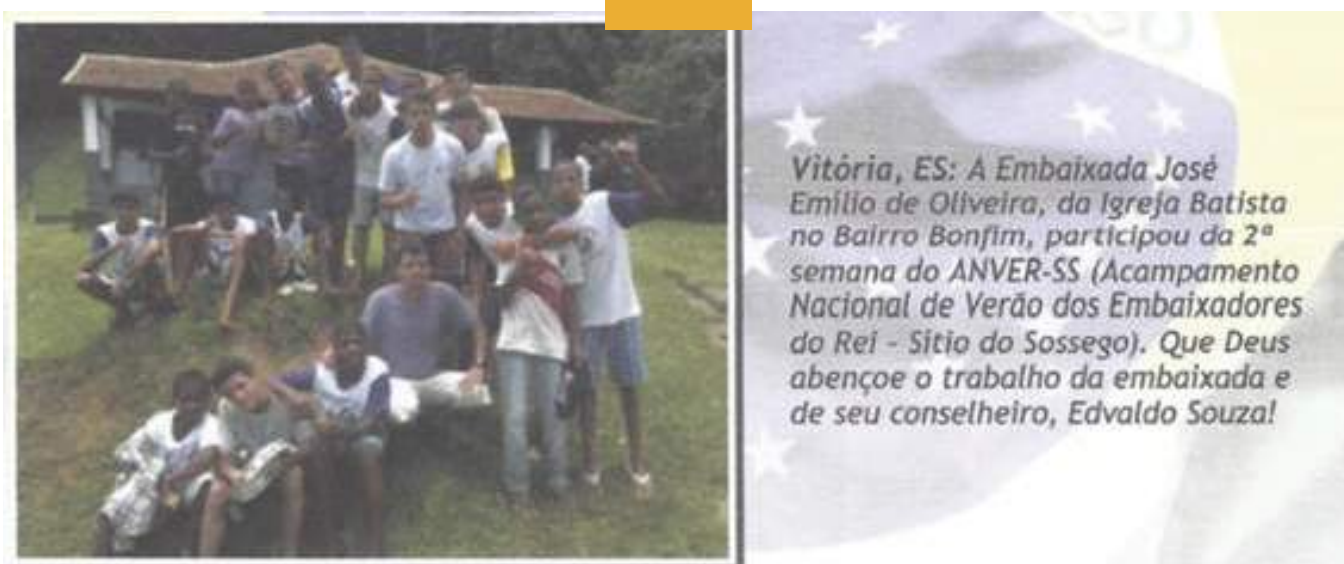 Vitória, ES: A Embaixada José
Emílio de Oliveira, da Igreja Batista
no Bairro Bonfim, participou da 2ª
semana do ANVER-SS (Acampamento
Nacional de Verão dos Embaixadores
do Rei - Sítio do Sossego). Que Deus
abençoe o trabalho da embaixada e
de seu conselheiro, Edvaldo Souza!